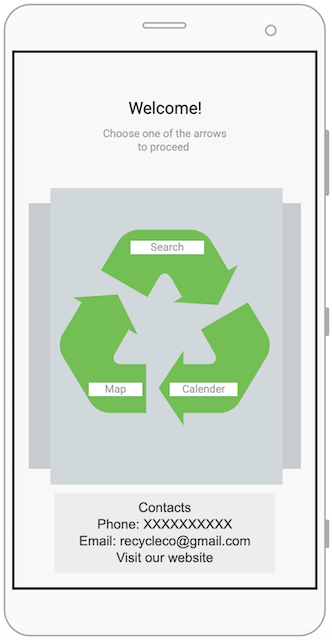 Welcome!
Choose one of the arrows
to proceed
Search
Map
Calender
Contacts
Phone: XXXXXXXXXX
Email: recycleco@gmail.com
Visit our website